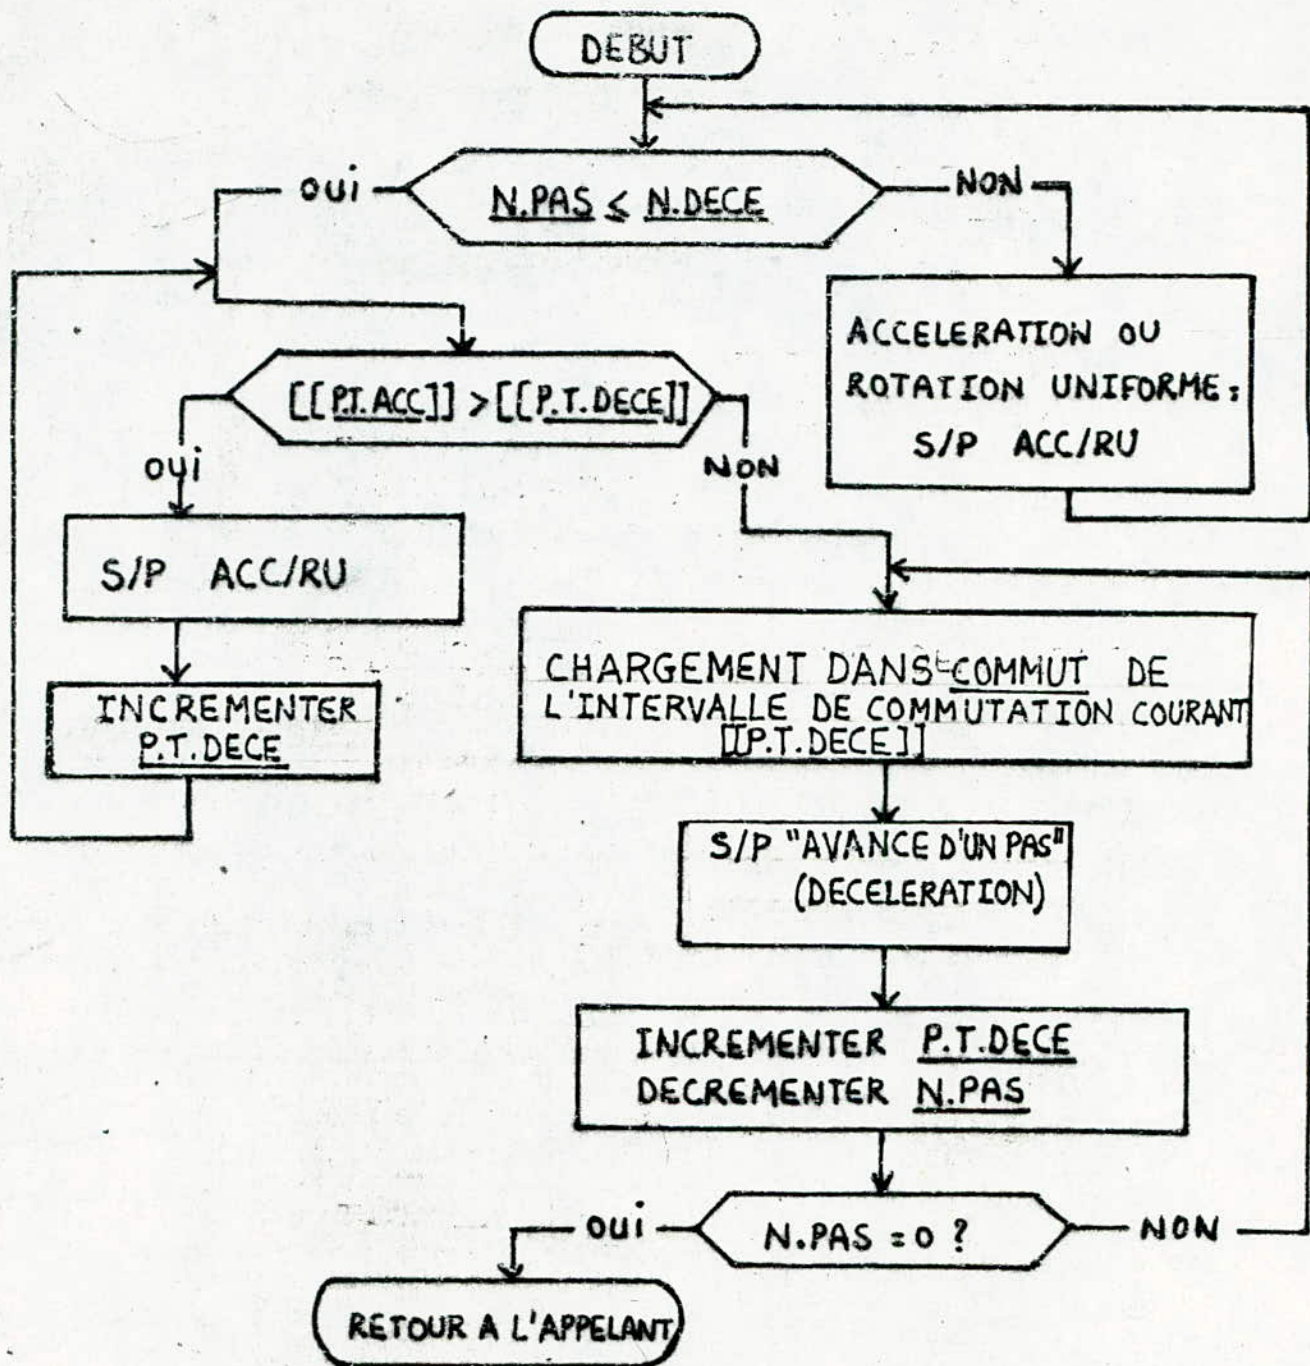 DEBUT
OUI
N.PAS ≤ N.DECE
NON
ACCELERATION OU
ROTATION UNIFORME :
S/P ACC/RU
[[P.T.ACC]] > [[P.T.DECE]]
OUI
NON
S/P ACC/RU
INCREMENTER
P.T.DECE
CHARGEMENT DANS COMMUT DE
L'INTERVALLE DE COMMUTATION COURANT
[[P.T.DECE]]
S/P "AVANCE D'UN PAS"
(DECELERATION)
INCREMENTER P.T.DECE
DECREMENTER N.PAS
OUI
N.PAS = 0 ?
NON
RETOUR A L'APPELANT